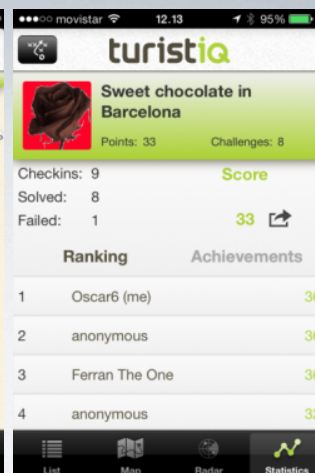 movistar 12.13 95%
turistiq
Sweet chocolate in
Barcelona
Points: 33 Challenges: 8
Checkins: 9 Score
Solved: 8
Failed: 1 33
Ranking Achievements
1 Oscar6 (me)
2 anonymous
3 Ferran The One
4 anonymous
List Map Radar Statistics